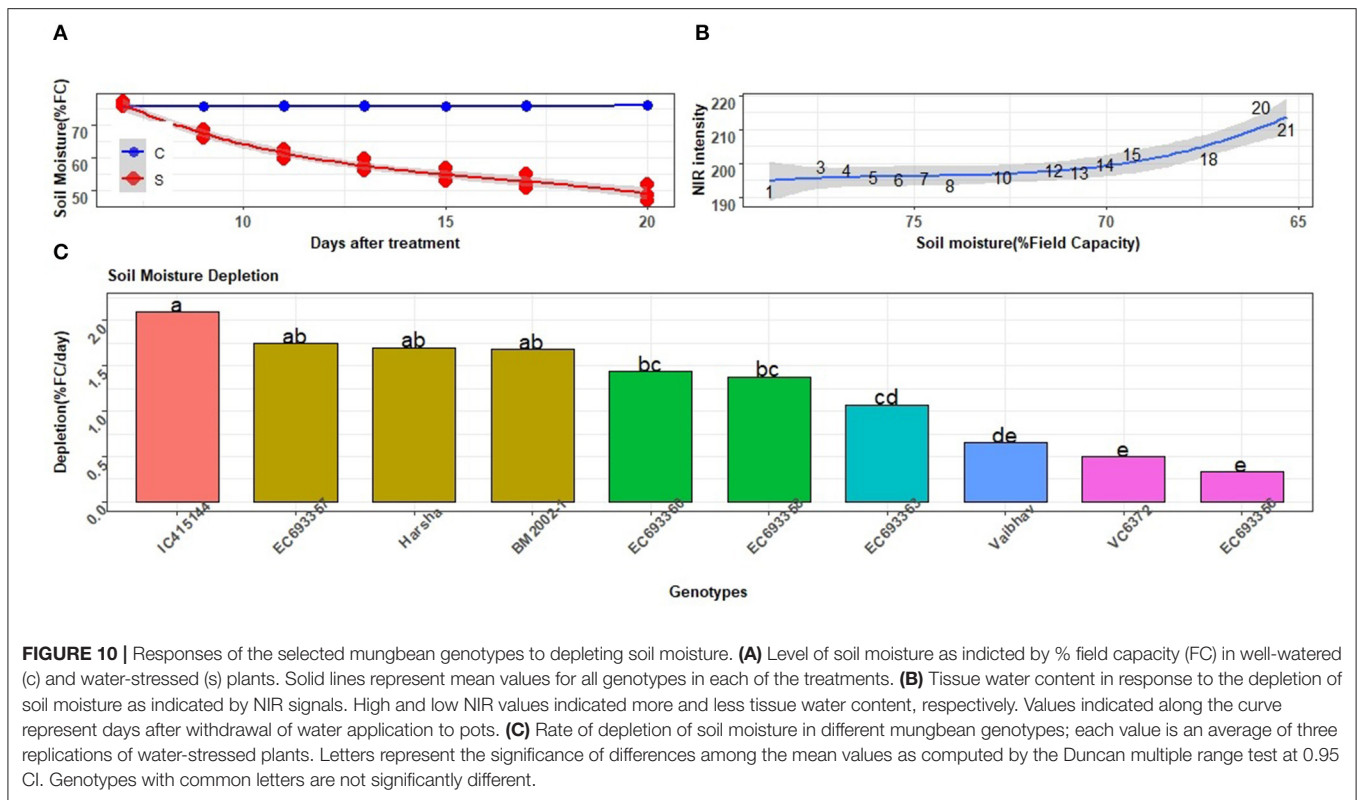 A
B
Soil Moisture(%FC)
70
60
50
C
S
10
15
20
Days after treatment
NIR intensity
220
210
200
190
1
3
4
5
6
7
8
10
12
13
14
15
18
20
21
75
70
65
Soil moisture(%Field Capacity)
C
Soil Moisture Depletion
Depletion(%FC/day)
2.0
1.5
1.0
0.5
0.0
a
ab
ab
ab
bc
bc
cd
de
e
e
IC415144
EC693357
Harsha
BM2002-1
Vaibhav
VC6372
Genotypes
FIGURE 10 | Responses of the selected mungbean genotypes to depleting soil moisture. (A) Level of soil moisture as indicted by % field capacity (FC) in well-watered
(c) and water-stressed (s) plants. Solid lines represent mean values for all genotypes in each of the treatments. (B) Tissue water content in response to the depletion of
soil moisture as indicated by NIR signals. High and low NIR values indicated more and less tissue water content, respectively. Values indicated along the curve
represent days after withdrawal of water application to pots. (C) Rate of depletion of soil moisture in different mungbean genotypes; each value is an average of three
replications of water-stressed plants. Letters represent the significance of differences among the mean values as computed by the Duncan multiple range test at 0.95
CI. Genotypes with common letters are not significantly different.